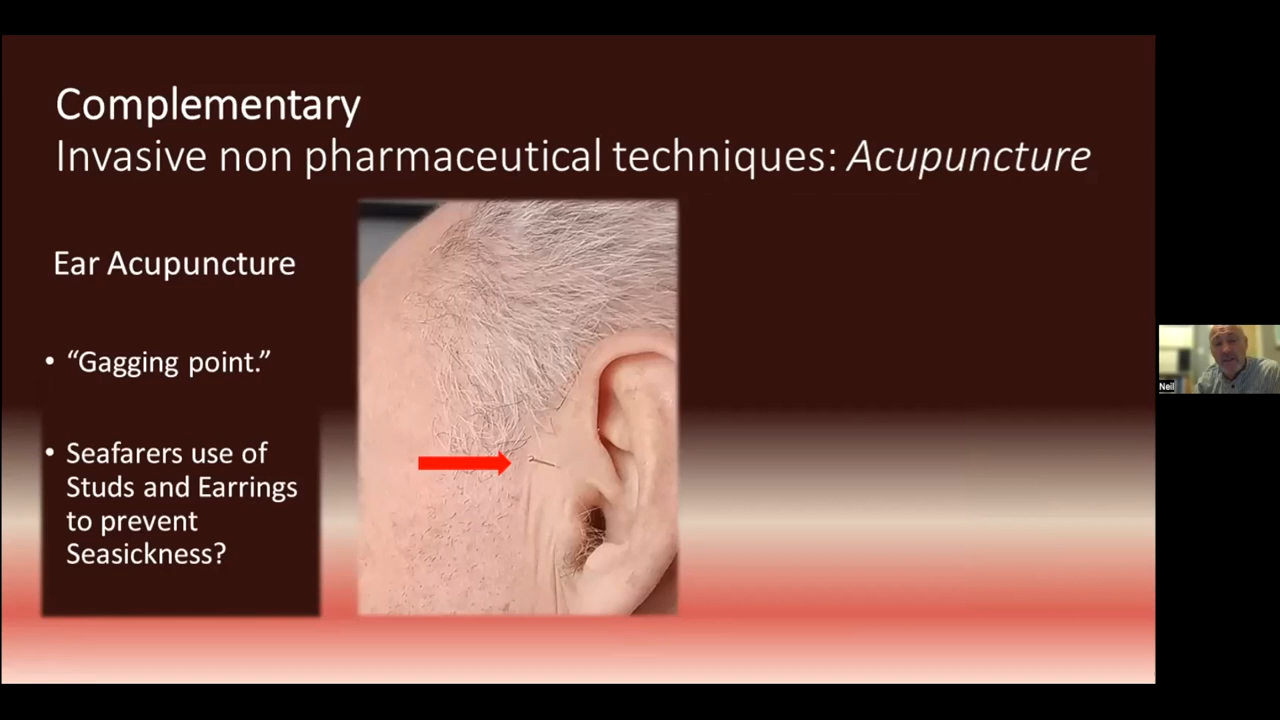 Complementary
Invasive non pharmaceutical techniques: Acupuncture
Ear Acupuncture
• “Gagging point.”
• Seafarers use of
Studs and Earrings
to prevent
Seasickness?
Neil